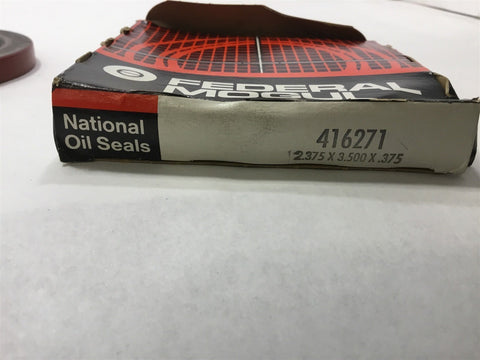 FEDERAL
MOGUL
National
Oil Seals
416271
2.375 X 3.500 X .375